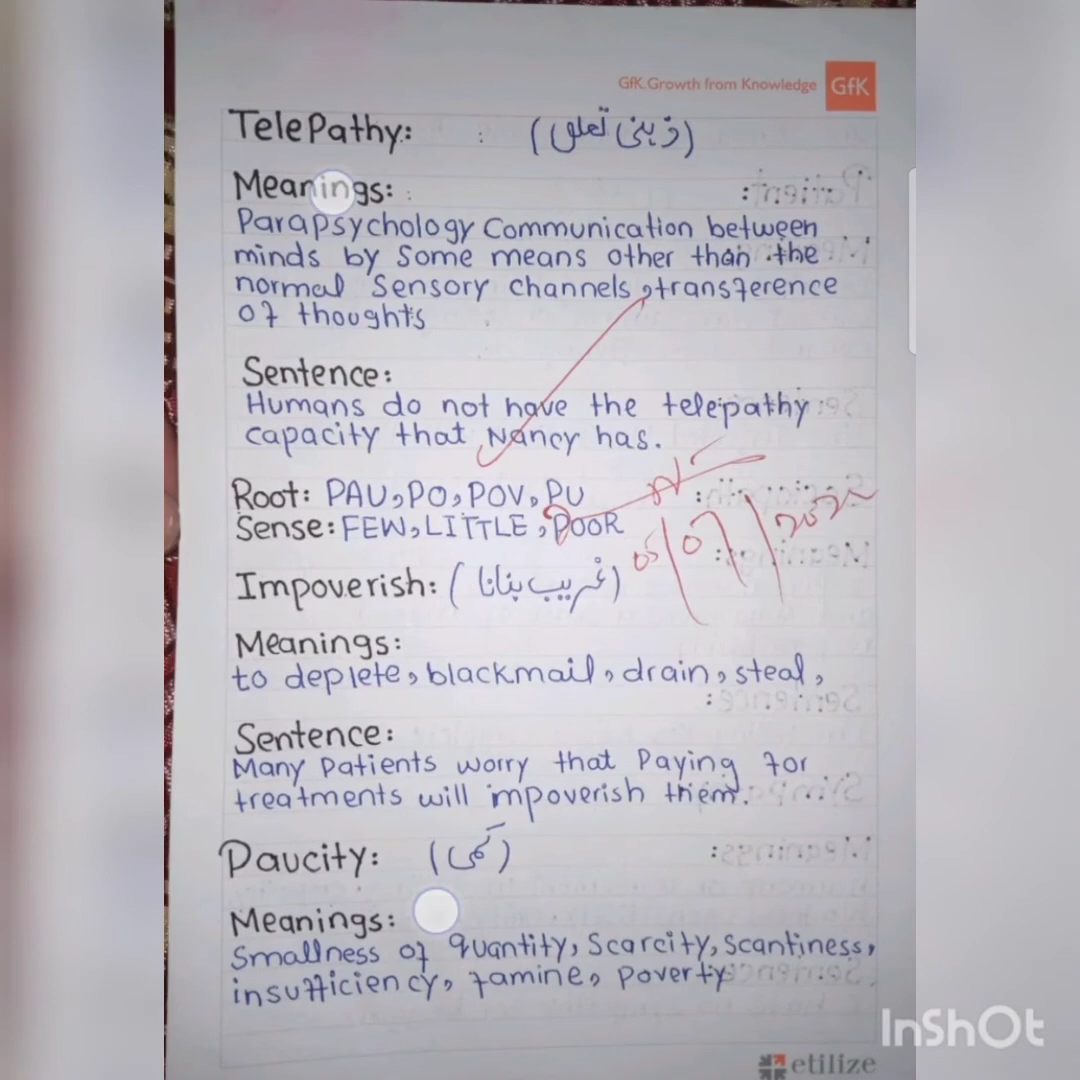 GfK. Growth from Knowledge GfK
TelePathy: (ذہنی تعلق)
Meanings:
Parapsychology Communication between
minds by some means other than the
normal Sensory channels, transference
of thoughts
Sentence:
Humans do not have the telepathy
capacity that Nancy has.
Root: PAU, PO, POV, PU
Sense: FEW, LITTLE, POOR
05/07/2022
Impoverish: (غریب بنانا)
Meanings:
to deplete, blackmail, drain, steal,
Sentence:
Many Patients worry that Paying for
treatments will impoverish them.
Paucity: (کمی)
Meanings:
Smallness of quantity, Scarcity, Scantiness,
insufficiency, famine, Poverty
etilize
InShOt